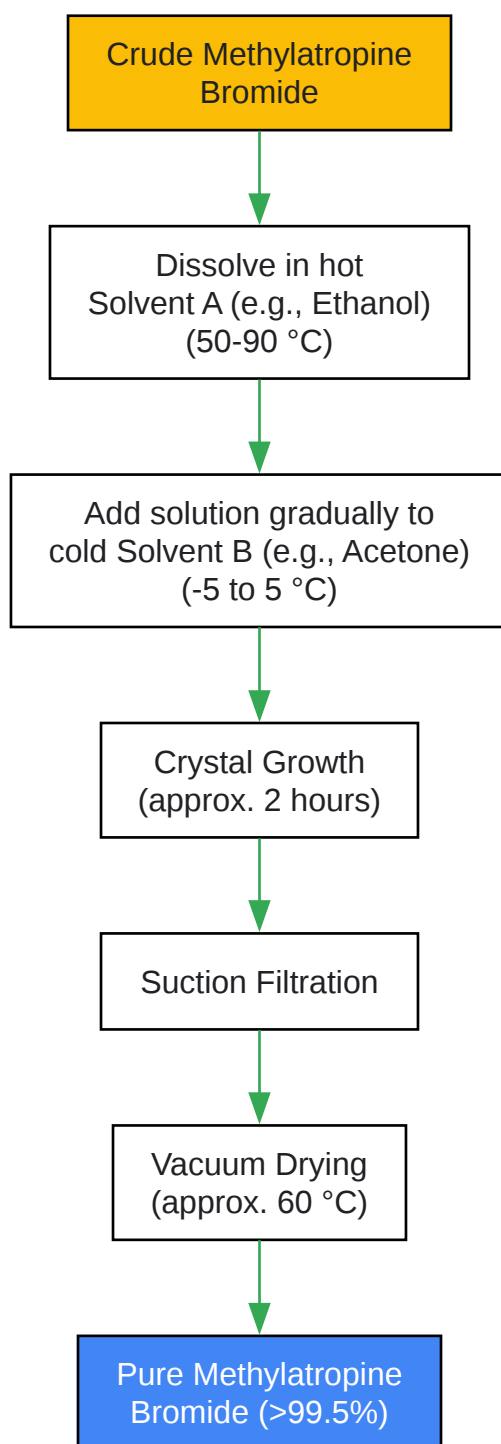 Crude Methylatropine
Bromide
Dissolve in hot
Solvent A (e.g., Ethanol)
(50-90 °C)
Add solution gradually to
cold Solvent B (e.g., Acetone)
(-5 to 5 °C)
Crystal Growth
(approx. 2 hours)
Suction Filtration
Vacuum Drying
(approx. 60 °C)
Pure Methylatropine
Bromide (>99.5%)